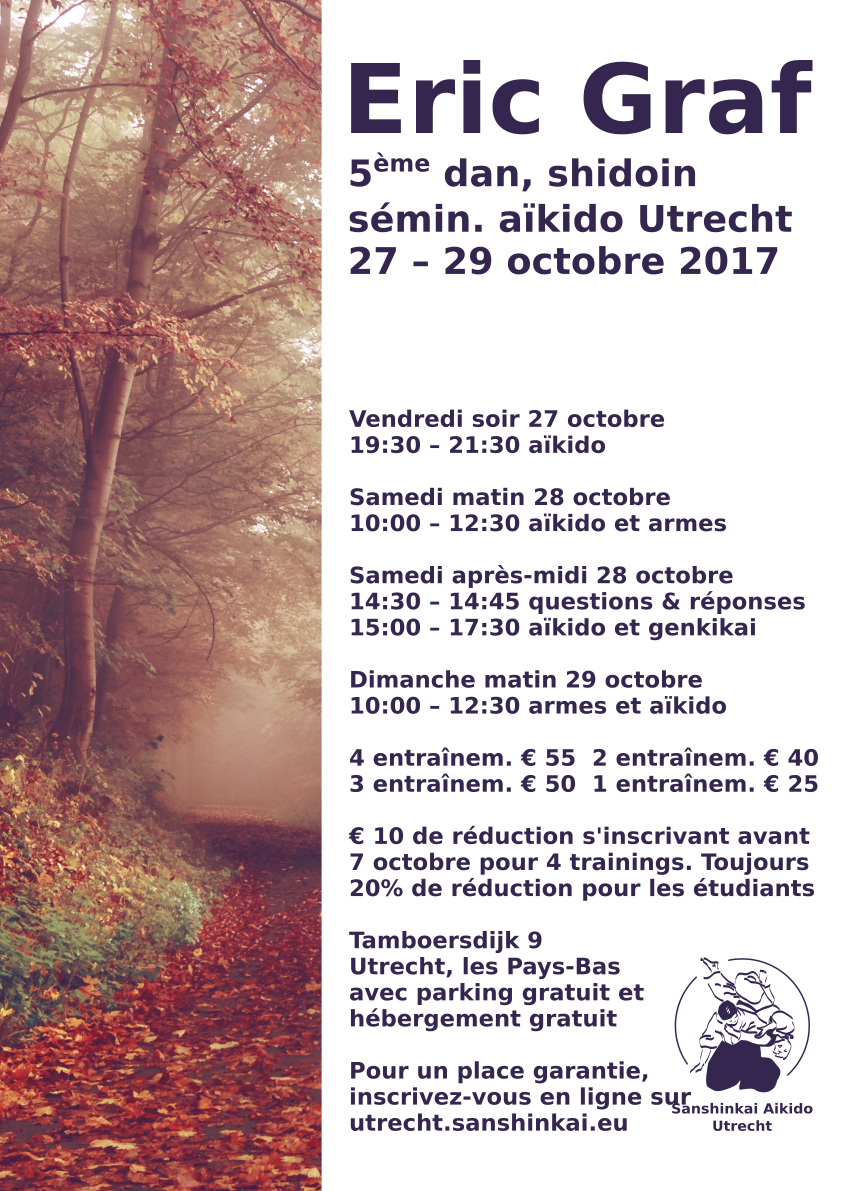 Eric Graf
5ème dan, shidoin
sémin. aïkido Utrecht
27 – 29 octobre 2017
Vendredi soir 27 octobre
19:30 – 21:30 aïkido
Samedi matin 28 octobre
10:00 – 12:30 aïkido et armes
Samedi après-midi 28 octobre
14:30 – 14:45 questions & réponses
15:00 – 17:30 aïkido et genkikai
Dimanche matin 29 octobre
10:00 – 12:30 armes et aïkido
4 entraînem. € 55 2 entraînem. € 40
3 entraînem. € 50 1 entraînem. € 25
€ 10 de réduction s'inscrivant avant
7 octobre pour 4 trainings. Toujours
20% de réduction pour les étudiants
Tamboersdijk 9
Utrecht, les Pays-Bas
avec parking gratuit et
hébergement gratuit
Pour un place garantie,
inscrivez-vous en ligne sur
utrecht.sanshinkai.eu
Sanshinkai Aikido
Utrecht